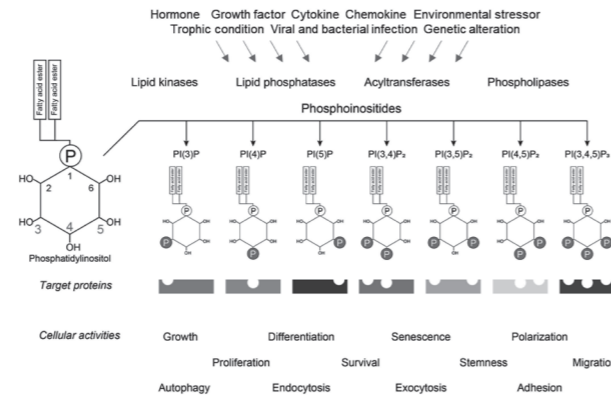 Hormone Growth factor Cytokine Chemokine Environmental stressor
Trophic condition Viral and bacterial infection Genetic alteration
Lipid kinases Lipid phosphatases Acyltransferases Phospholipases
Phosphoinositides
Fatty acid ester
Fatty acid ester
P
PI(3)P PI(4)P PI(5)P PI(3,4)P₂ PI(3,5)P₂ PI(4,5)P₂ PI(3,4,5)P₃
HO 2 1 6 OH
HO 3 4 5 OH
OH
Phosphatidylinositol
Target proteins
Cellular activities Growth Differentiation Senescence Polarization
Proliferation Survival Stemness Migratio
Autophagy Endocytosis Exocytosis Adhesion